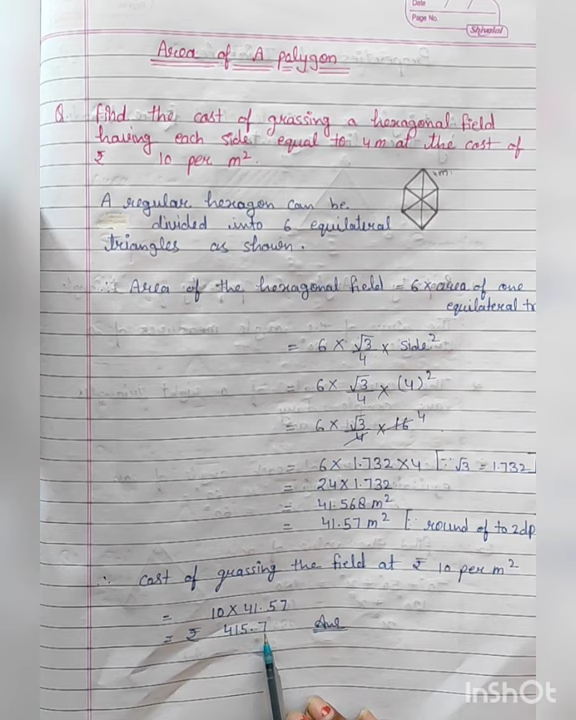 Date / /
Page No.
Shivalal
Area of A palygon
Q. Find the cast of grassing a hexagonal field
having each side equal to 4m at the cost of
₹ 10 per m².
4m
A regular hexagon can be
divided into 6 equilateral
triangles as shown.
∴ Area of the hexagonal field = 6 × area of one
equilateral tr
= 6 × √3/4 × side²
= 6 × √3/4 × (4)²
= 6 × √3/4 × 16 4
= 6 × 1.732 × 4 [∵ √3 = 1.732]
= 24 × 1.732
= 41.568 m²
= 41.57 m² [∵ round of to 2dp
∴ cost of grassing the field at ₹ 10 per m²
= 10 × 41.57
= ₹ 415.7 Ans
InShOt